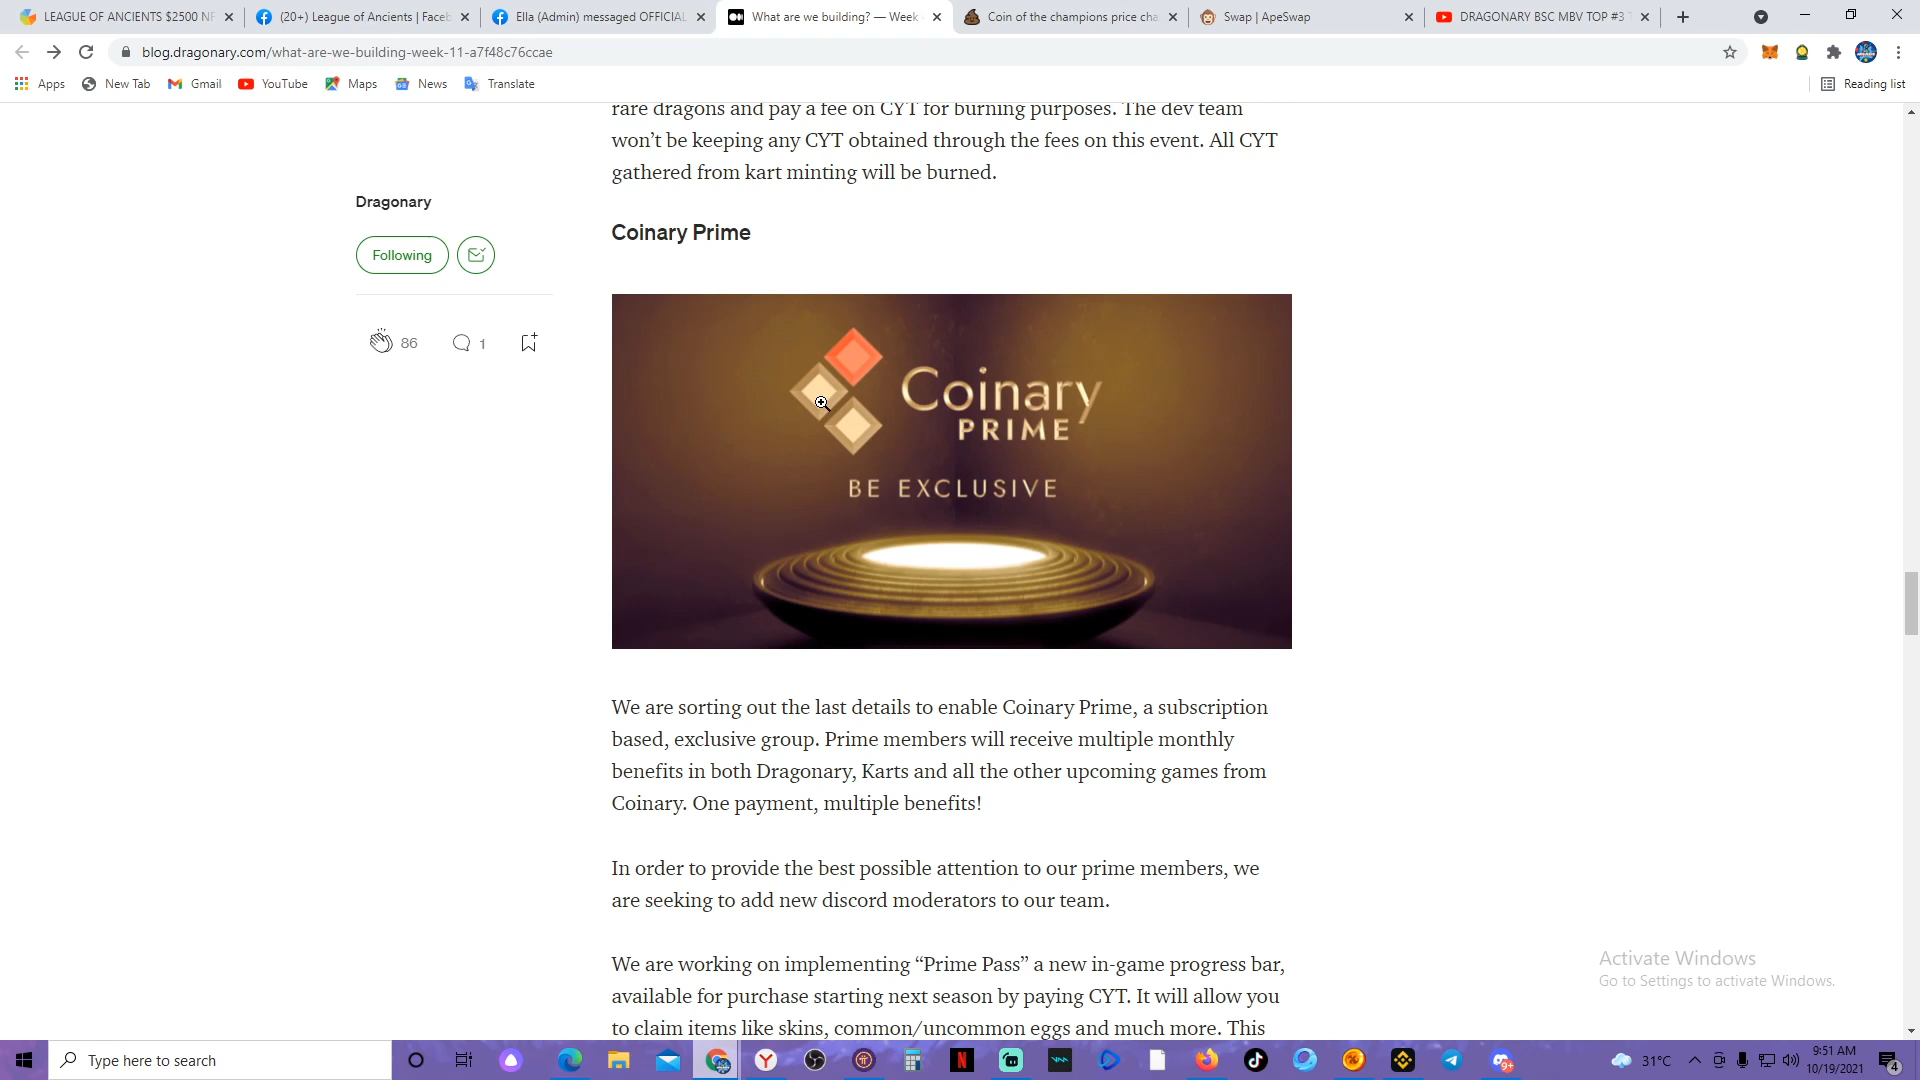 LEAGUE OF ANCIENTS $2500 NF
(20+) League of Ancients | Faceb
Ella (Admin) messaged OFFICIAL
What are we building? — Week
Coin of the champions price cha
Swap | ApeSwap
DRAGONARY BSC MBV TOP #3 T
blog.dragonary.com/what-are-we-building-week-11-a7f48c76ccae
Apps
New Tab
Gmail
YouTube
Maps
News
Translate
Reading list
rare dragons and pay a fee on CYT for burning purposes. The dev team
won’t be keeping any CYT obtained through the fees on this event. All CYT
gathered from kart minting will be burned.
Dragonary
Following
86
1
Coinary Prime
Coinary
PRIME
BE EXCLUSIVE
We are sorting out the last details to enable Coinary Prime, a subscription
based, exclusive group. Prime members will receive multiple monthly
benefits in both Dragonary, Karts and all the other upcoming games from
Coinary. One payment, multiple benefits!
In order to provide the best possible attention to our prime members, we
are seeking to add new discord moderators to our team.
We are working on implementing “Prime Pass” a new in-game progress bar,
available for purchase starting next season by paying CYT. It will allow you
to claim items like skins, common/uncommon eggs and much more. This
Activate Windows
Go to Settings to activate Windows.
Type here to search
9+
31°C
9:51 AM
10/19/2021
4